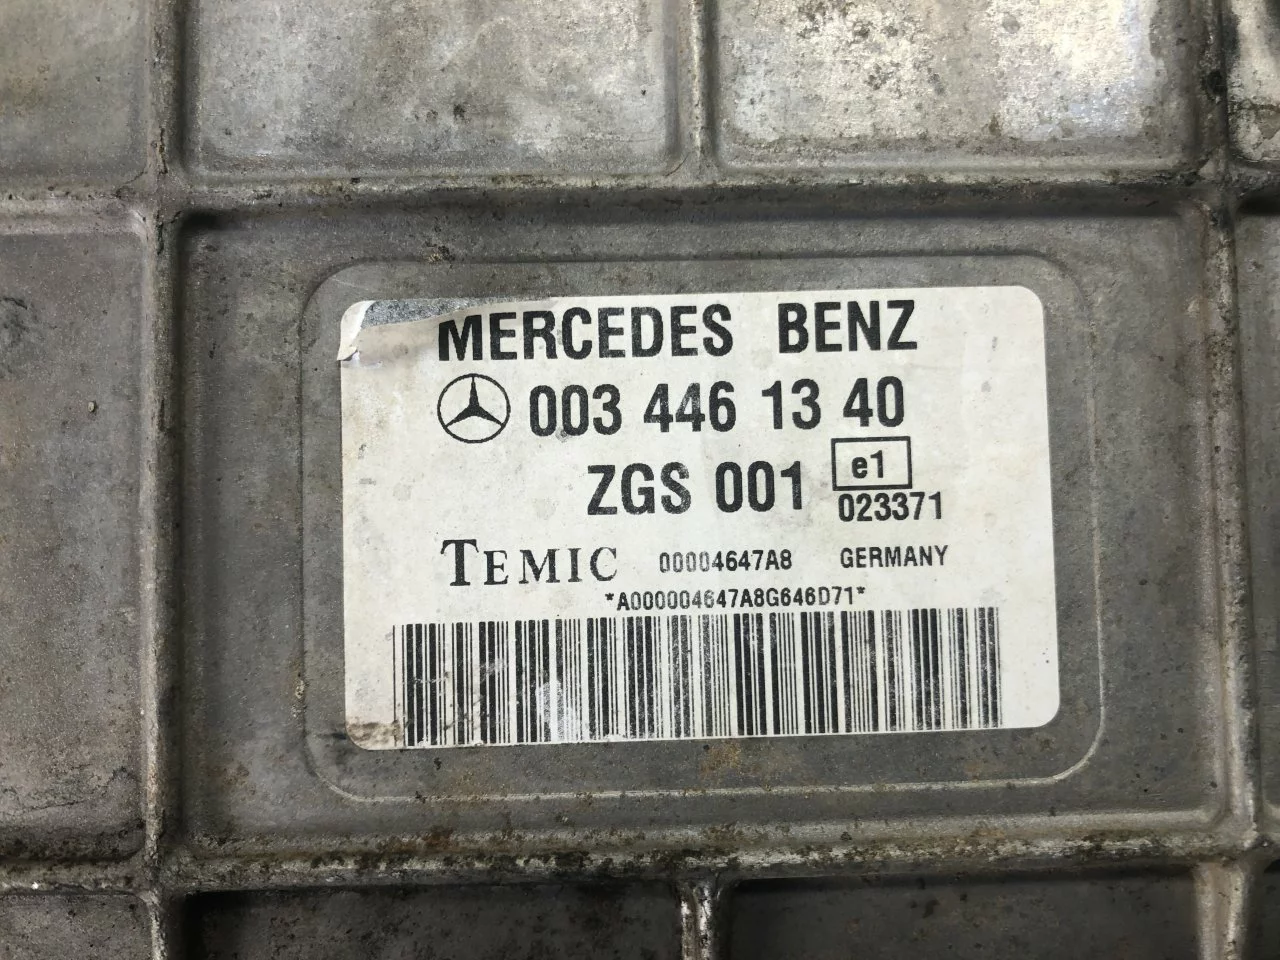 MERCEDES BENZ
003 446 13 40
ZGS 001 e1
023371
TEMIC 00004647A8 GERMANY
*A000004647A8G646D71*